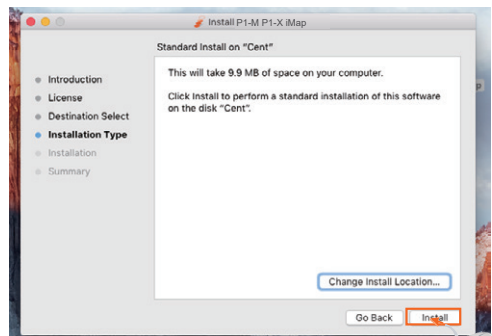 Install P1-M P1-X iMap
Standard Install on "Cent"
Introduction
License
Destination Select
Installation Type
Installation
Summary
This will take 9.9 MB of space on your computer.
Click Install to perform a standard installation of this software
on the disk "Cent".
Change Install Location...
Go Back
Install